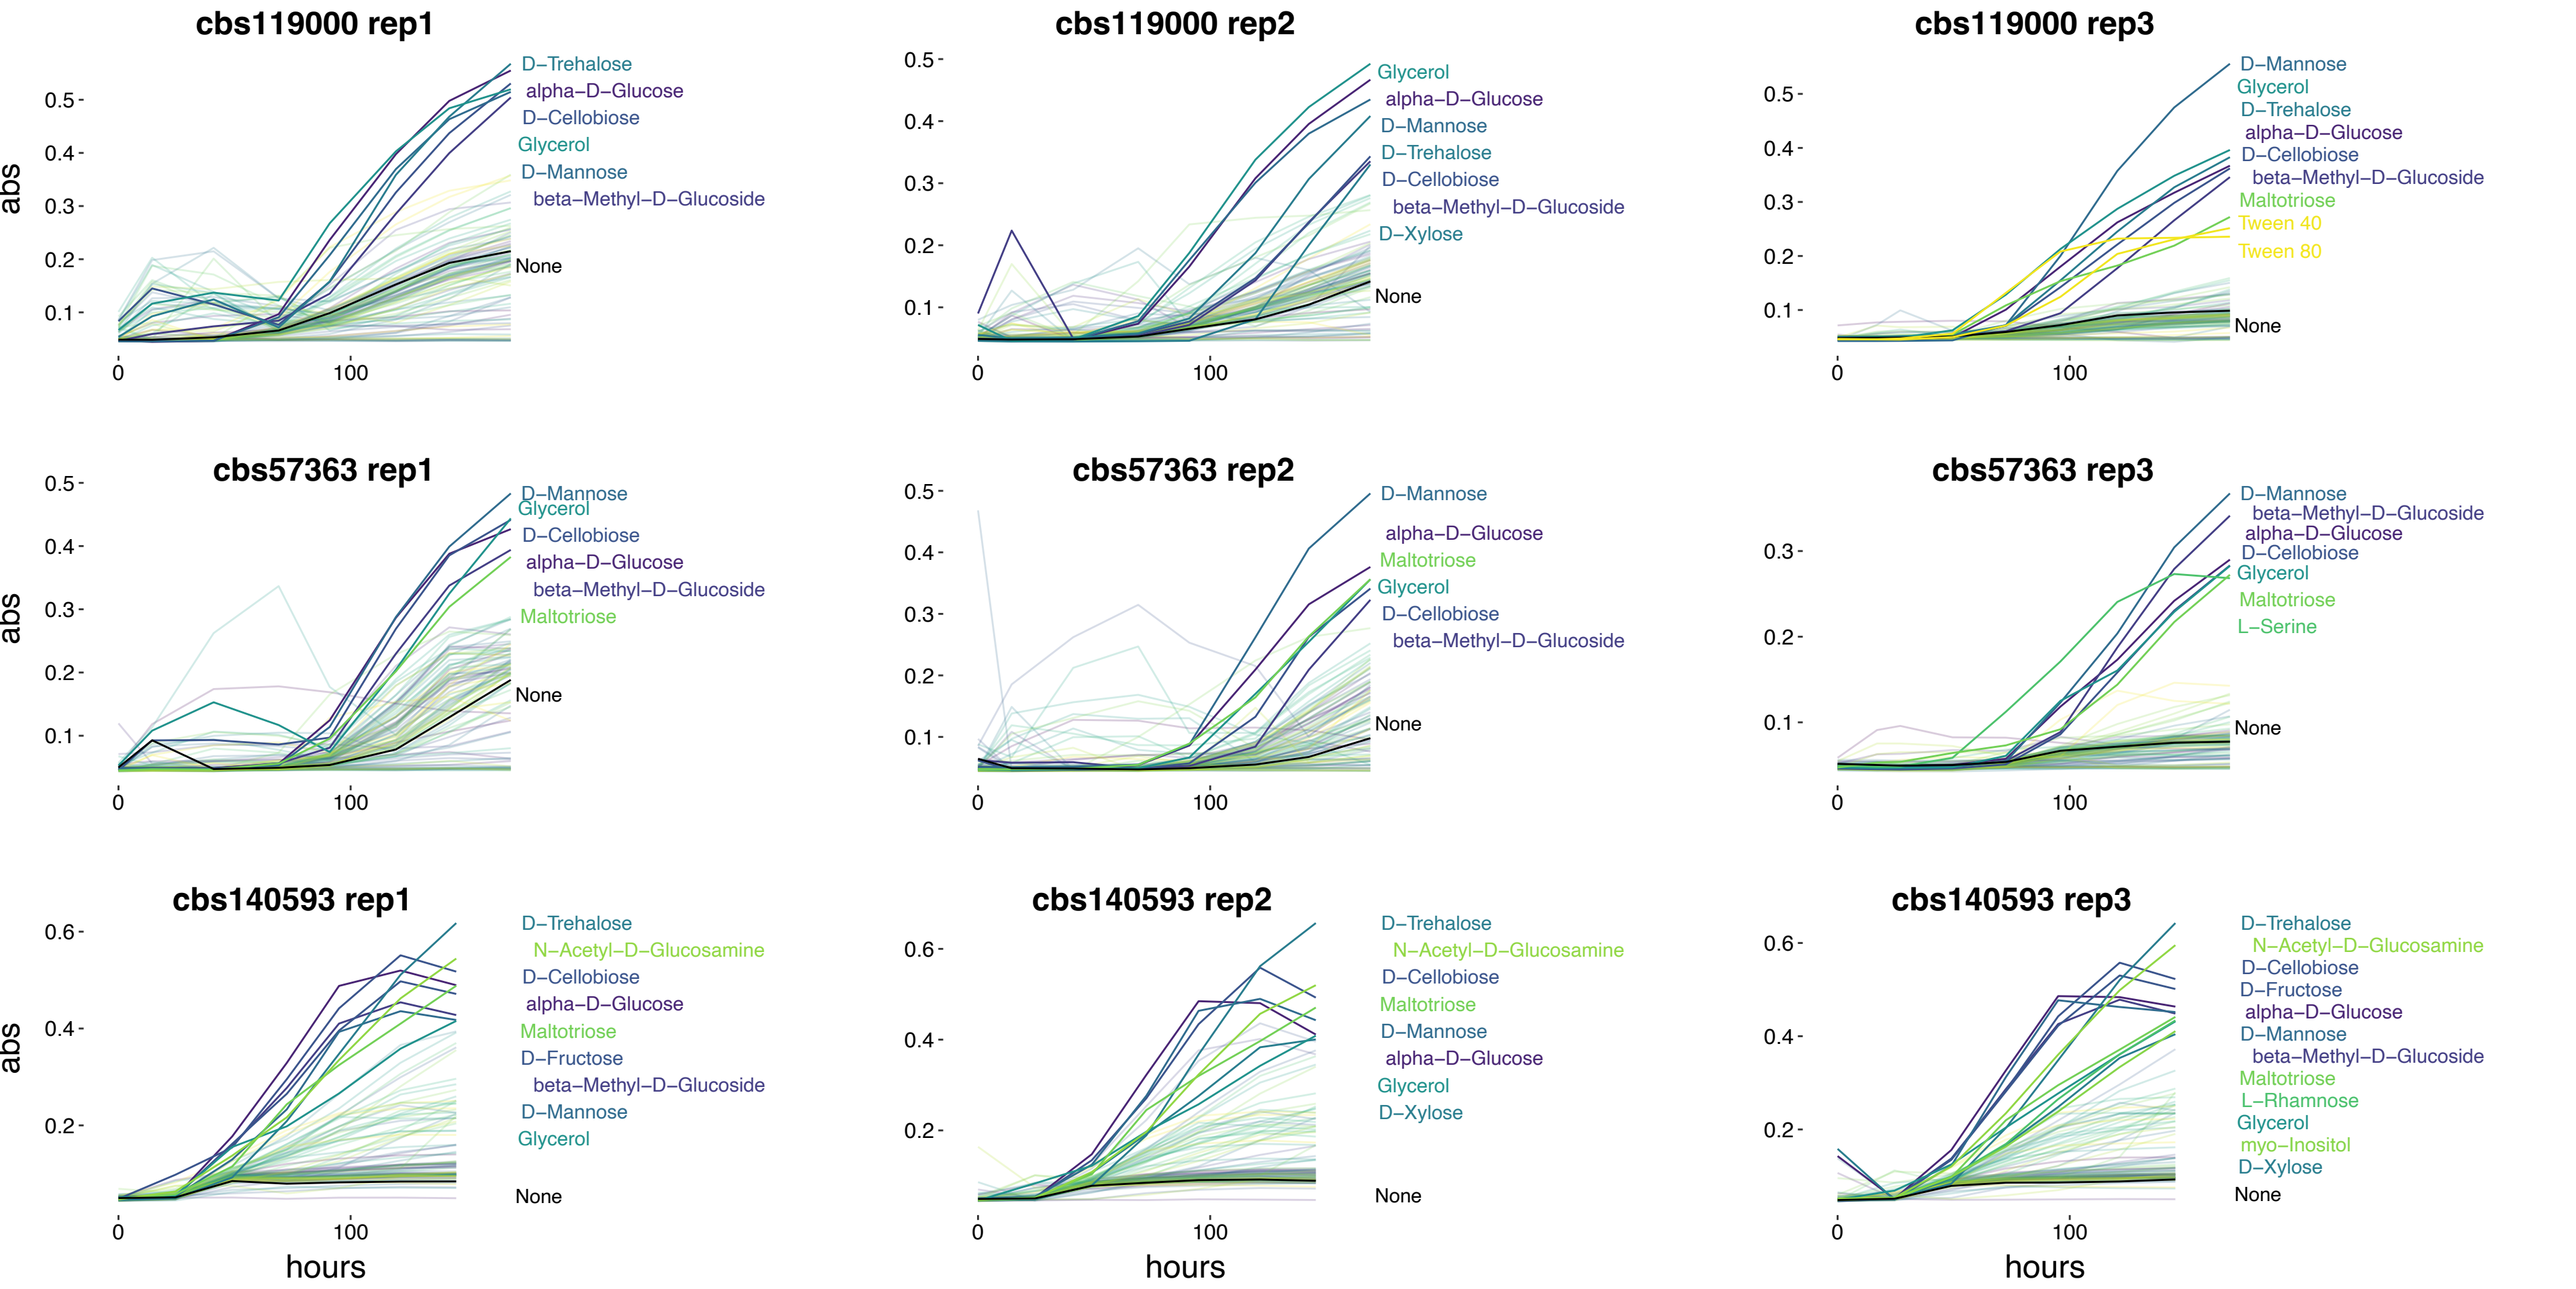 cbs119000 rep1
abs
0.5
0.4
0.3
0.2
0.1
0
100
D–Trehalose
alpha–D–Glucose
D–Cellobiose
Glycerol
D–Mannose
beta–Methyl–D–Glucoside
None
cbs119000 rep2
0.5
0.4
0.3
0.2
0.1
0
100
Glycerol
alpha–D–Glucose
D–Mannose
D–Trehalose
D–Cellobiose
beta–Methyl–D–Glucoside
D–Xylose
None
cbs119000 rep3
0.5
0.4
0.3
0.2
0.1
0
100
D–Mannose
Glycerol
D–Trehalose
alpha–D–Glucose
D–Cellobiose
beta–Methyl–D–Glucoside
Maltotriose
Tween 40
Tween 80
None
cbs57363 rep1
abs
0.5
0.4
0.3
0.2
0.1
0
100
D–Mannose
Glycerol
D–Cellobiose
alpha–D–Glucose
beta–Methyl–D–Glucoside
Maltotriose
None
cbs57363 rep2
0.5
0.4
0.3
0.2
0.1
0
100
D–Mannose
alpha–D–Glucose
Maltotriose
Glycerol
D–Cellobiose
beta–Methyl–D–Glucoside
None
cbs57363 rep3
0.3
0.2
0.1
0
100
D–Mannose
beta–Methyl–D–Glucoside
alpha–D–Glucose
D–Cellobiose
Glycerol
Maltotriose
L–Serine
None
cbs140593 rep1
abs
0.6
0.4
0.2
0
100
hours
D–Trehalose
N–Acetyl–D–Glucosamine
D–Cellobiose
alpha–D–Glucose
Maltotriose
D–Fructose
beta–Methyl–D–Glucoside
D–Mannose
Glycerol
None
cbs140593 rep2
0.6
0.4
0.2
0
100
hours
D–Trehalose
N–Acetyl–D–Glucosamine
D–Cellobiose
Maltotriose
D–Mannose
alpha–D–Glucose
Glycerol
D–Xylose
None
cbs140593 rep3
0.6
0.4
0.2
0
100
hours
D–Trehalose
N–Acetyl–D–Glucosamine
D–Cellobiose
D–Fructose
alpha–D–Glucose
D–Mannose
beta–Methyl–D–Glucoside
Maltotriose
L–Rhamnose
Glycerol
myo–Inositol
D–Xylose
None